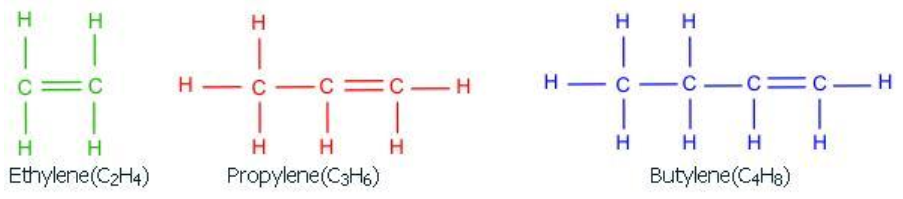 H H
C C
H H
Ethylene(C2H4)
H
H C C C H
H H H
Propylene(C3H6)
H H
H C C C C H
H H H H
Butylene(C4H8)